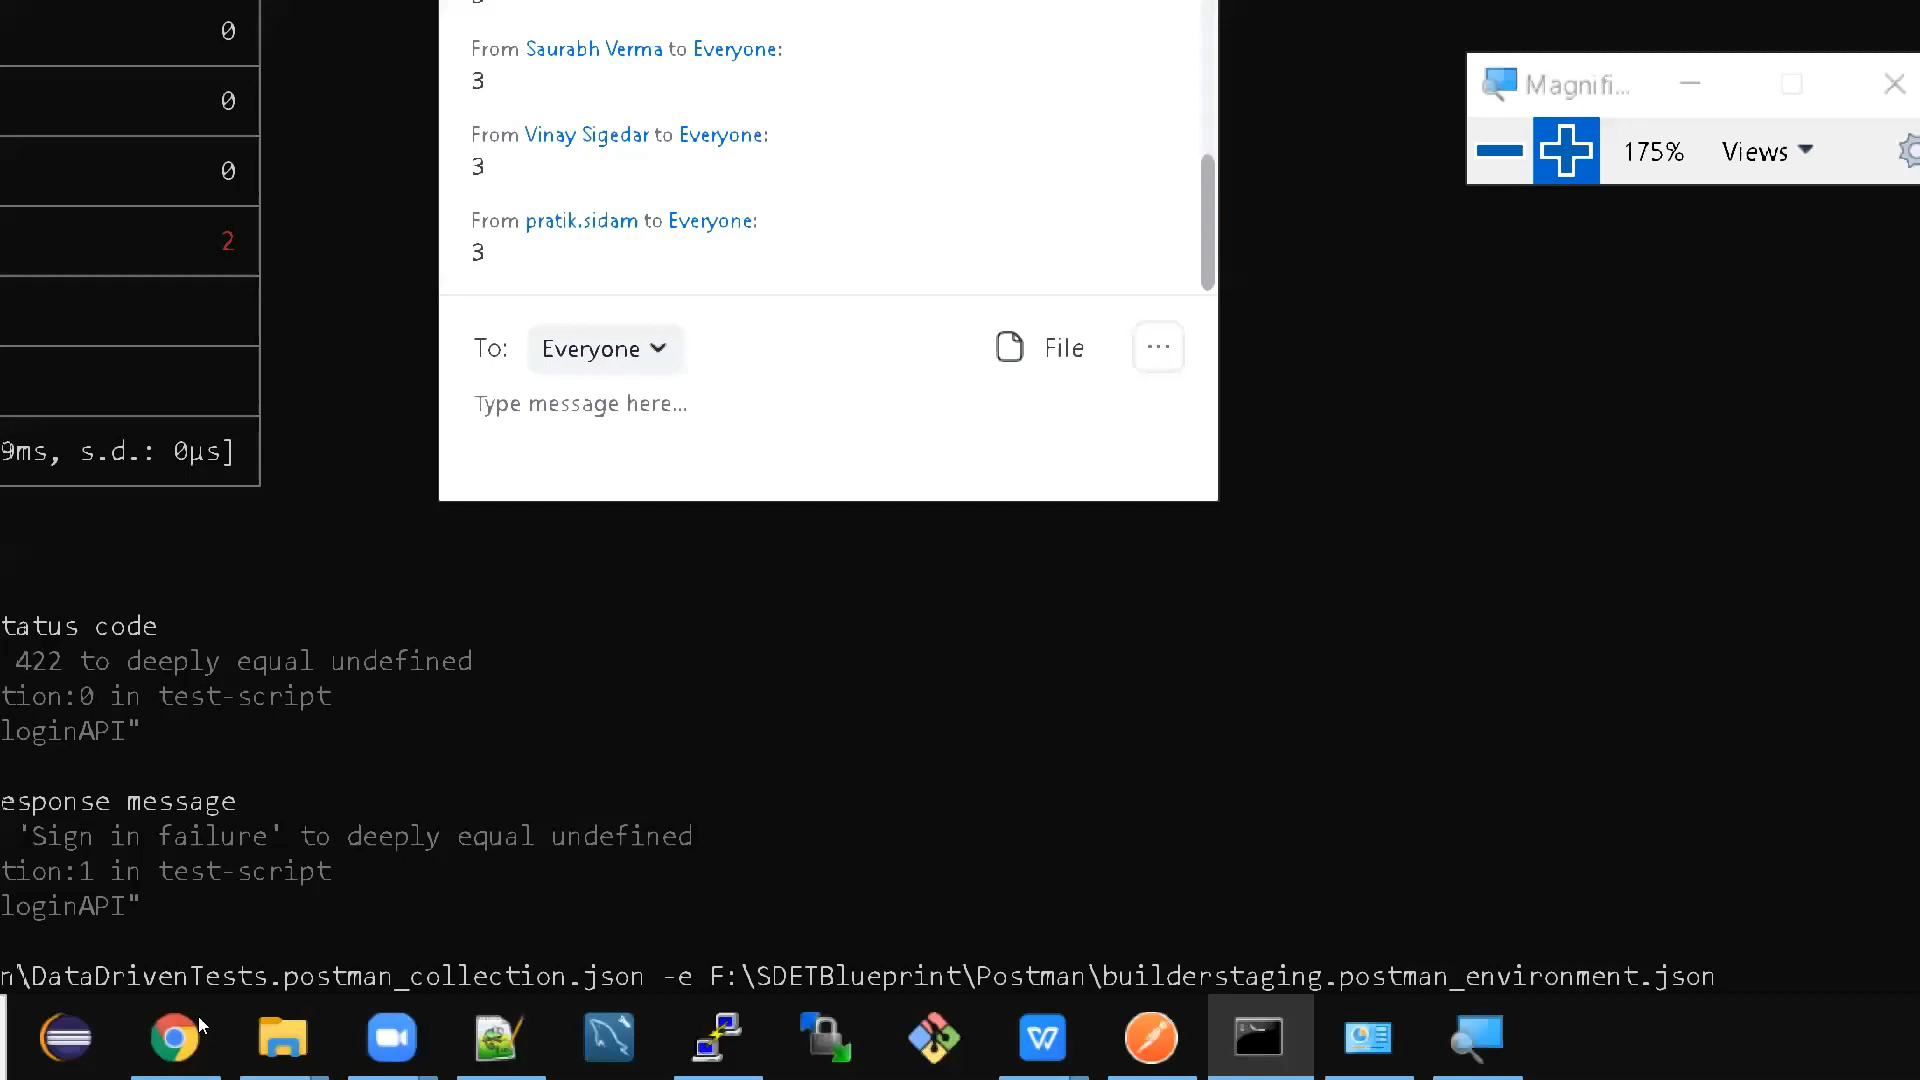 0
0
0
2
9ms, s.d.: 0µs]
From Saurabh Verma to Everyone:
3
From Vinay Sigedar to Everyone:
3
From pratik.sidam to Everyone:
3
To: Everyone
File
...
Type message here...
Magnifi...
175%
Views
tatus code
422 to deeply equal undefined
tion:0 in test-script
loginAPI"
esponse message
'Sign in failure' to deeply equal undefined
tion:1 in test-script
loginAPI"
n\DataDrivenTests.postman_collection.json -e F:\SDETBlueprint\Postman\builderstaging.postman_environment.json